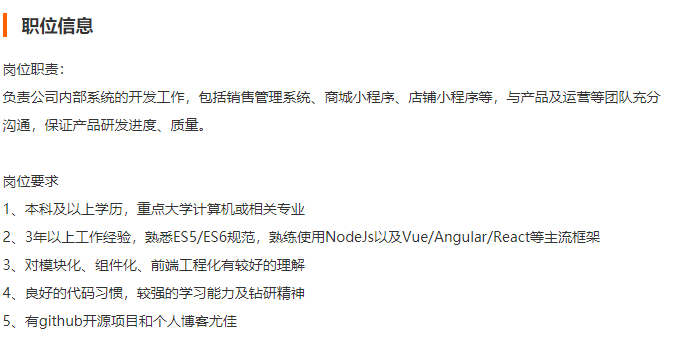 职位信息
岗位职责：
负责公司内部系统的开发工作，包括销售管理系统、商城小程序、店铺小程序等，与产品及运营等团队充分
沟通，保证产品研发进度、质量。
岗位要求
1、本科及以上学历，重点大学计算机或相关专业
2、3年以上工作经验，熟悉ES5/ES6规范，熟练使用NodeJs以及Vue/Angular/React等主流框架
3、对模块化、组件化、前端工程化有较好的理解
4、良好的代码习惯，较强的学习能力及钻研精神
5、有github开源项目和个人博客尤佳